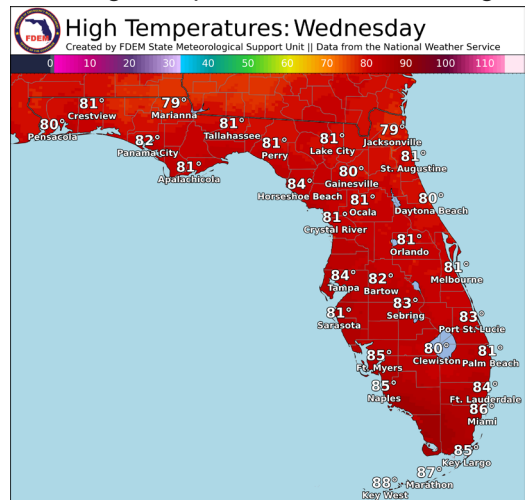 FDEM
High Temperatures: Wednesday
Created by FDEM State Meteorological Support Unit || Data from the National Weather Service
0 10 20 30 40 50 60 70 80 90 100 110
81°
Crestview
79°
Marianna
80°
Pensacola
81°
Tallahassee
79°
Jacksonville
82°
Panama City
81°
Perry
81°
Lake City
81°
St. Augustine
81°
Apalachicola
80°
Gainesville
84°
Horseshoe Beach
81°
Ocala
80°
Daytona Beach
81°
Crystal River
81°
Orlando
81°
Melbourne
84°
Tampa
82°
Bartow
83°
Sebring
81°
Sarasota
83°
Port St. Lucie
80°
Clewiston
81°
Palm Beach
85°
Ft. Myers
85°
Naples
84°
Ft. Lauderdale
86°
Miami
85°
Key Largo
87°
Marathon
88°
Key West